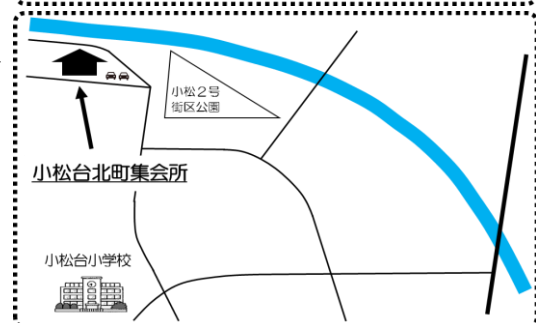 小松２号
街区公園
小松台北町集会所
小松台小学校